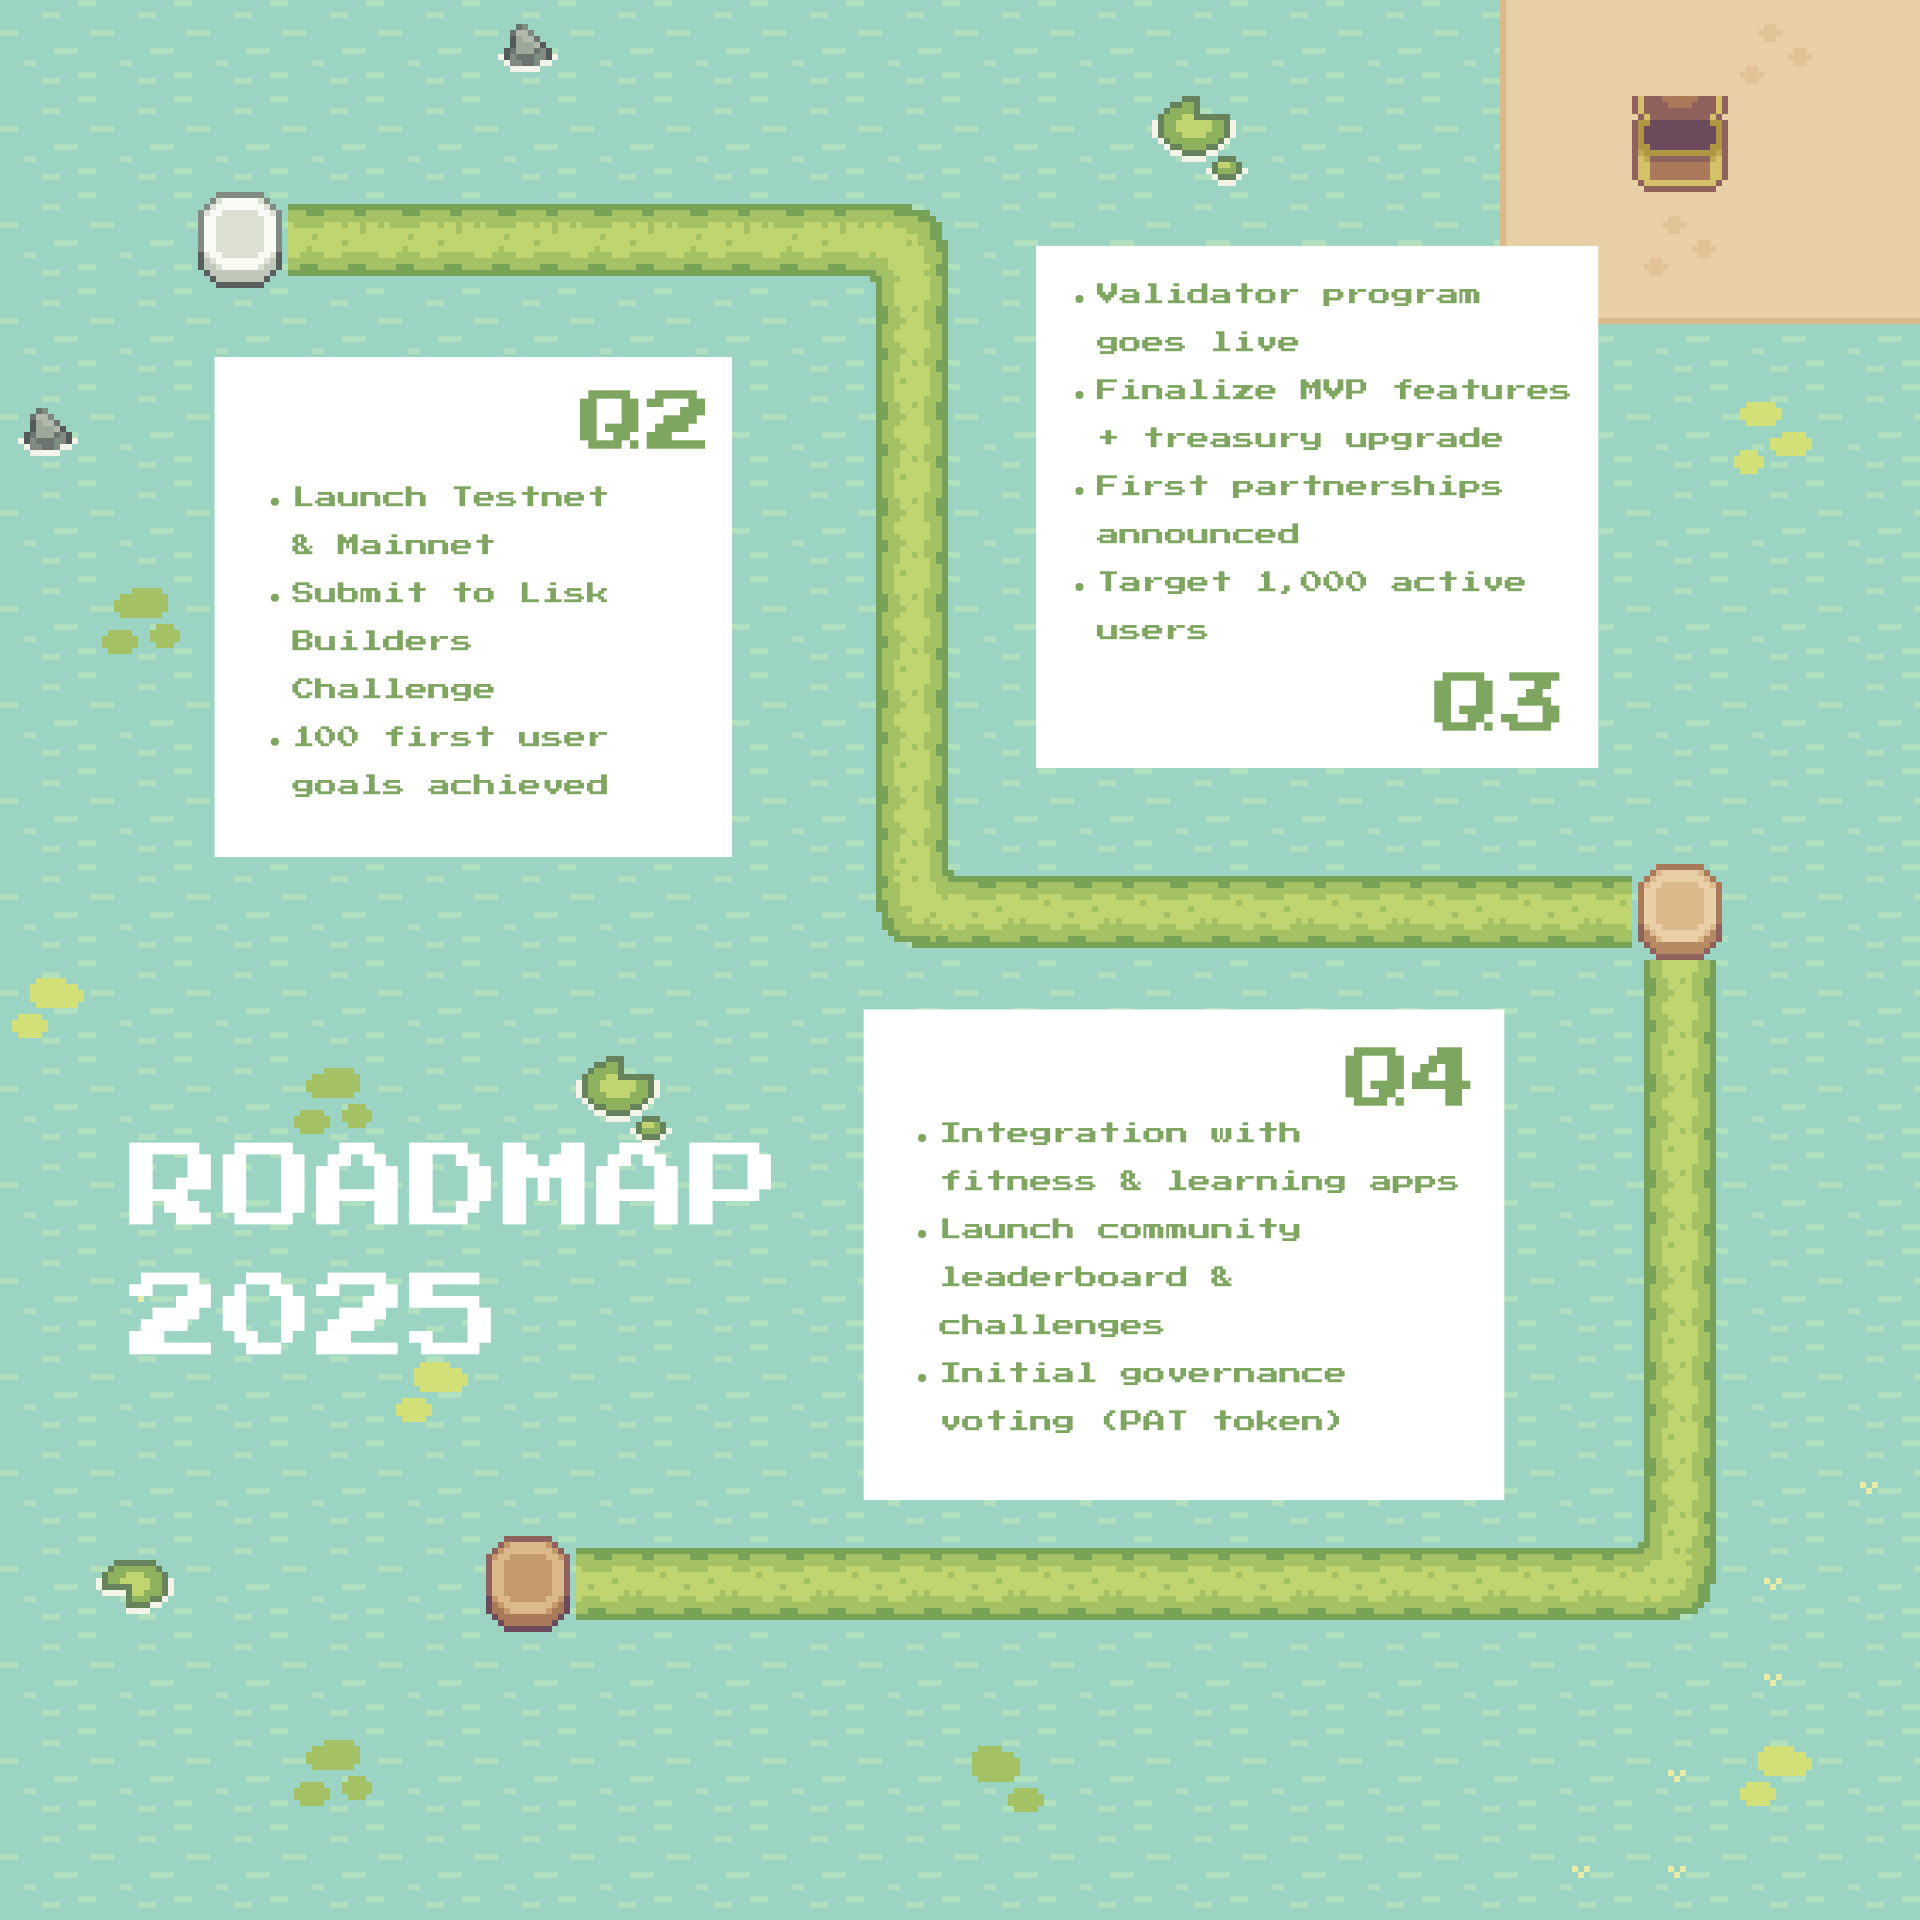 Q2
• Launch Testnet
& Mainnet
• Submit to Lisk
Builders
Challenge
• 100 first user
goals achieved
• Validator program
goes live
• Finalize MVP features
+ treasury upgrade
• First partnerships
announced
• Target 1,000 active
users
Q3
ROADMAP
2025
Q4
• Integration with
fitness & learning apps
• Launch community
leaderboard &
challenges
• Initial governance
voting (PAT token)